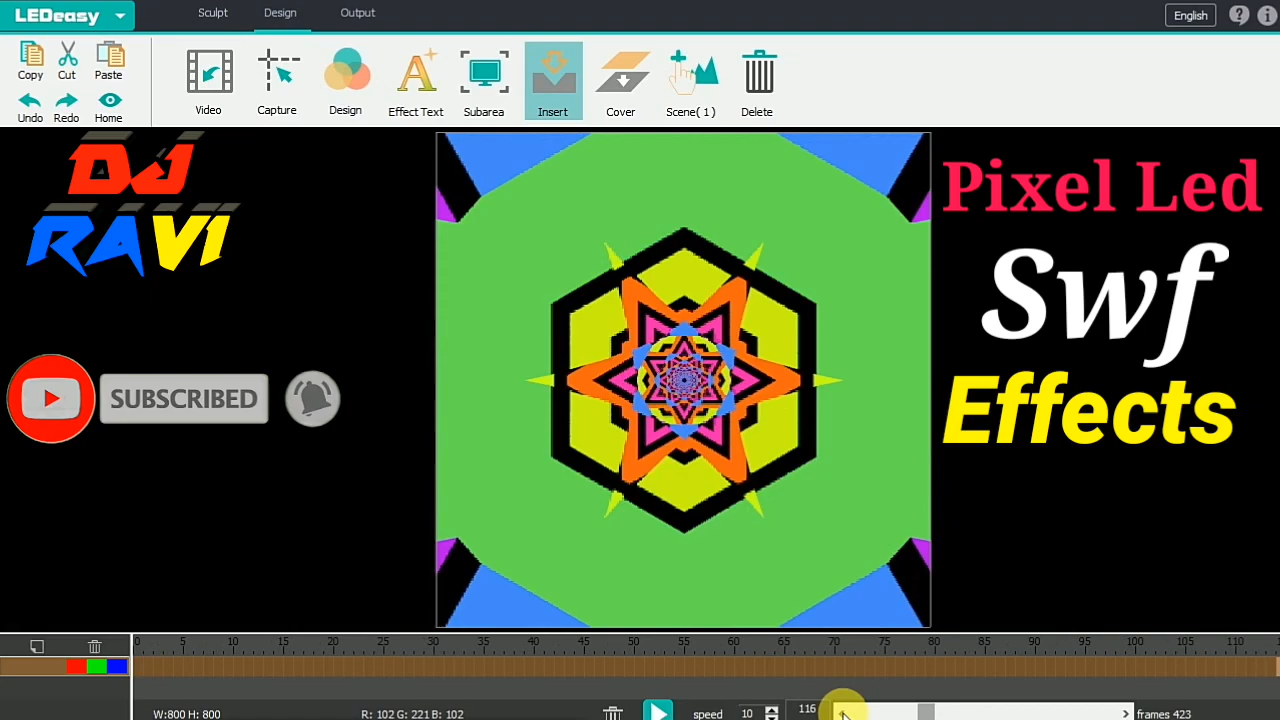 LEDeasy
Sculpt
Design
Output
English
Copy
Cut
Paste
Undo
Redo
Home
Video
Capture
Design
Effect Text
Subarea
Insert
Cover
Scene( 1 )
Delete
DJ
RAVI
SUBSCRIBED
Pixel Led
Swf
Effects
0 5 10 15 20 25 30 35 40 45 50 55 60 65 70 75 80 85 90 95 100 105 110
W:800 H: 800
R: 102 G: 221 B: 102
speed
10
116
frames 423